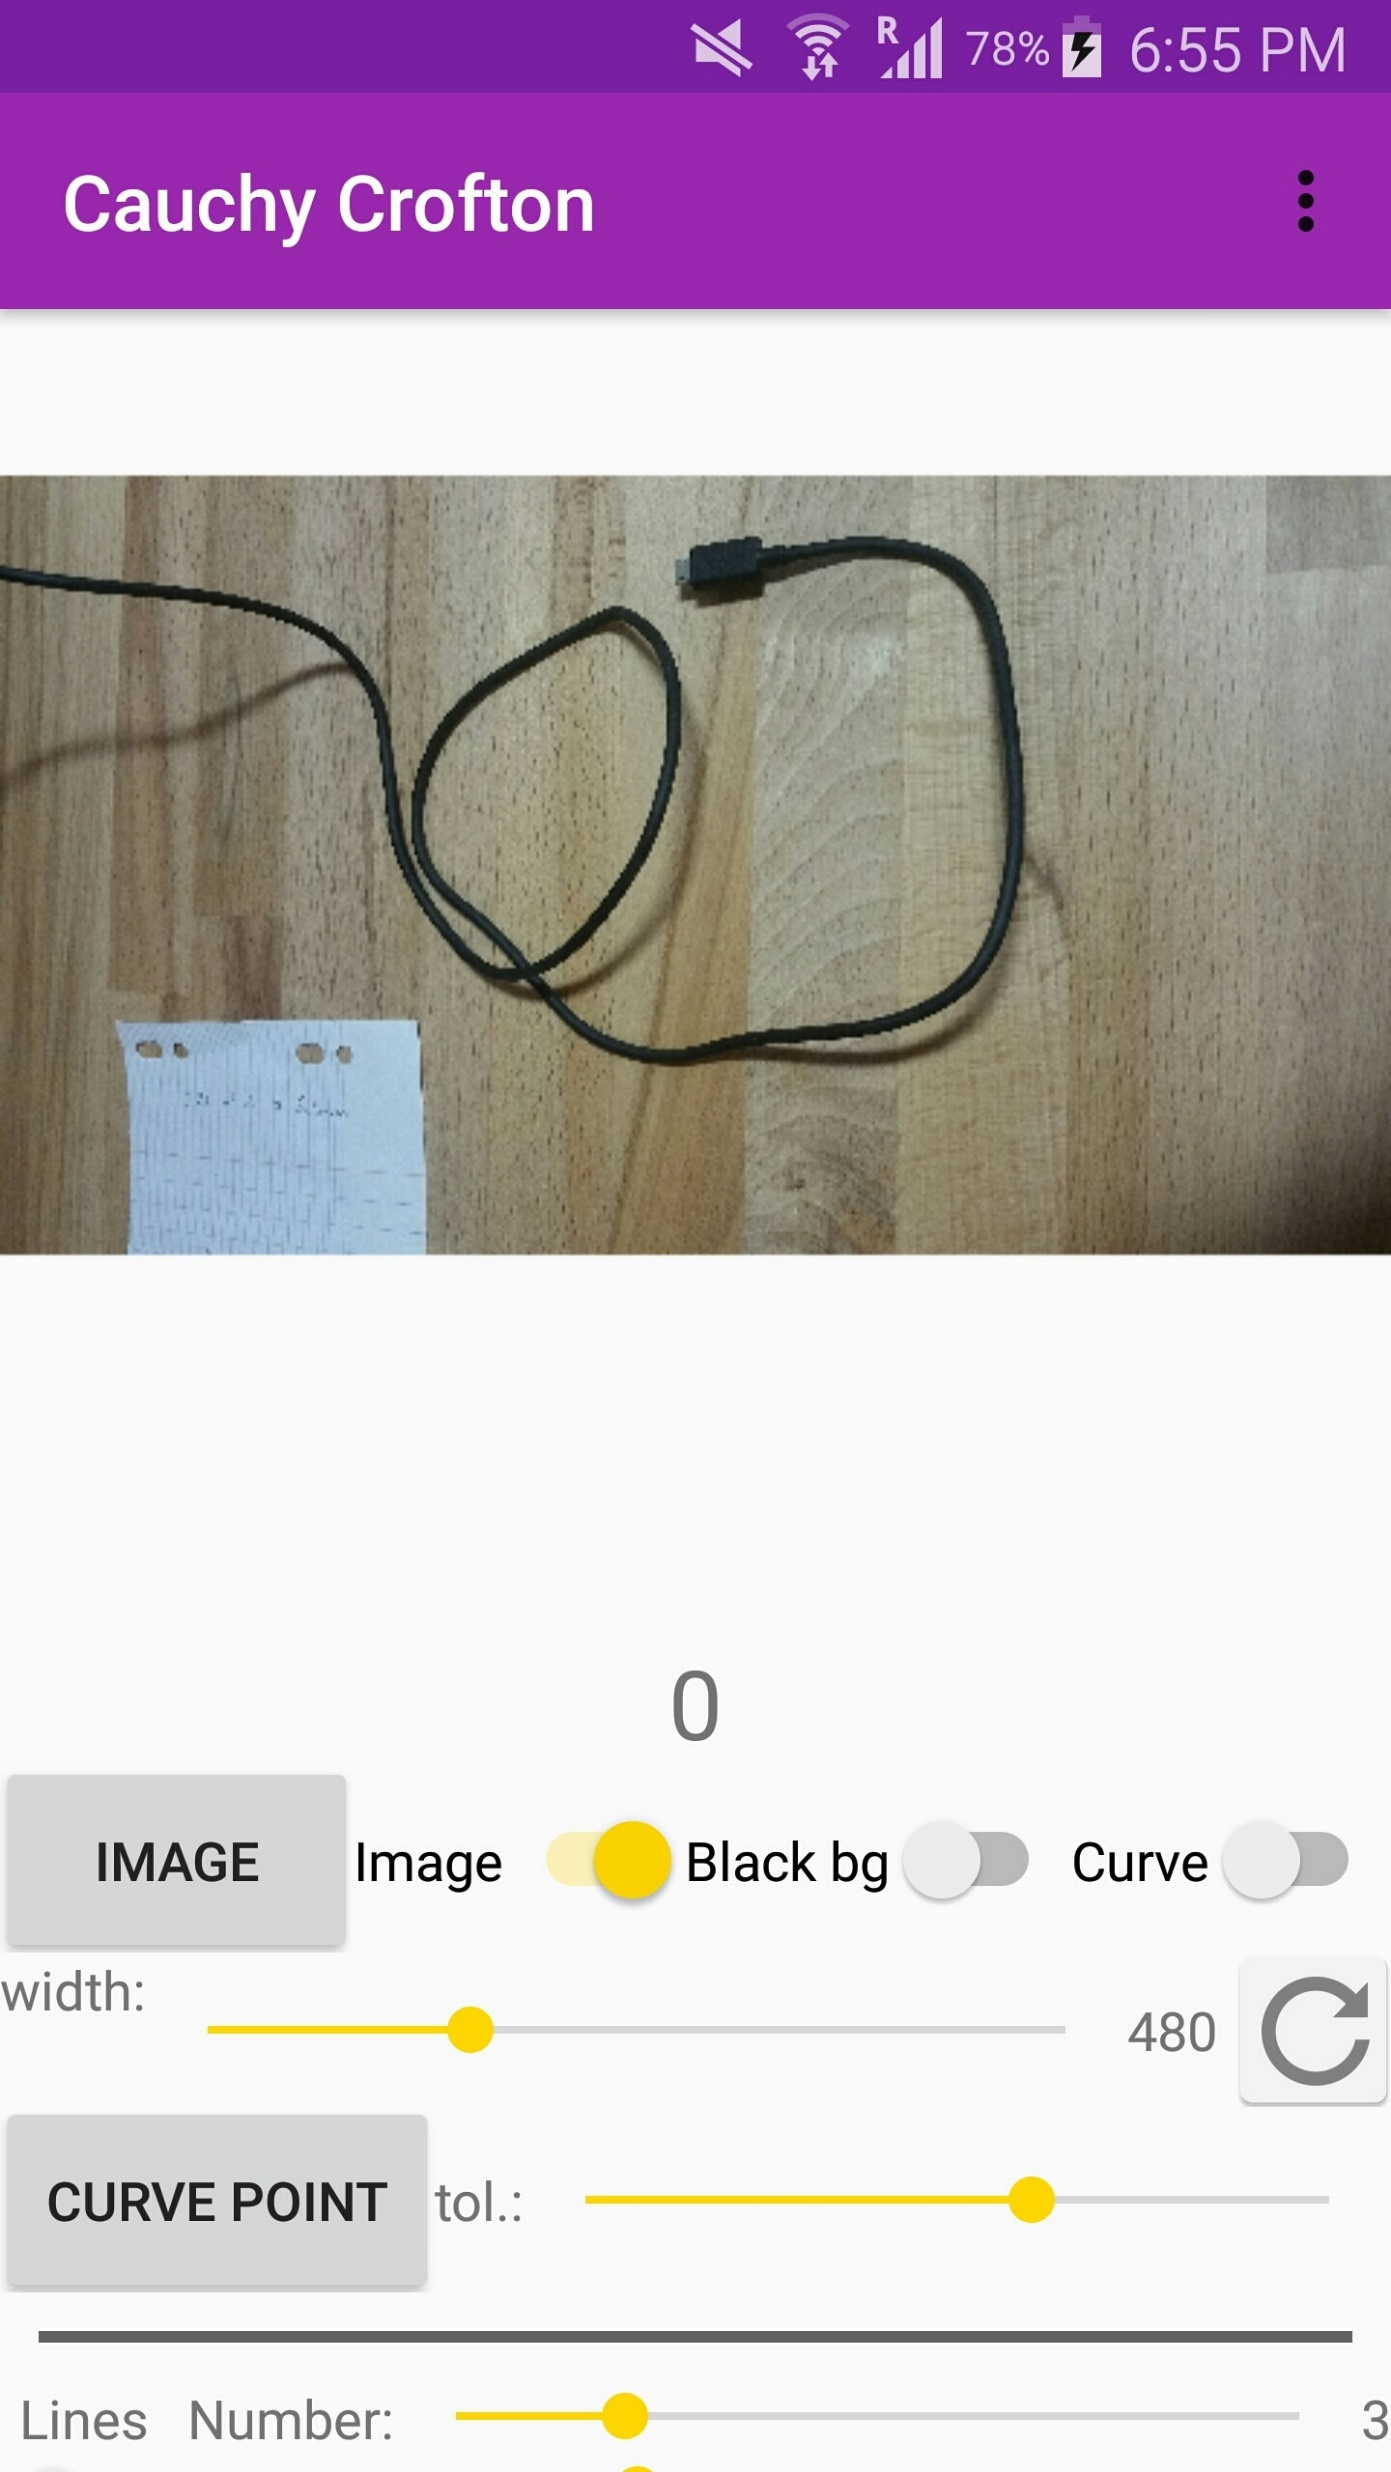 R 78% 6:55 PM
Cauchy Crofton
0
IMAGE Image Black bg Curve
width: 480
CURVE POINT tol.:
Lines Number: 3